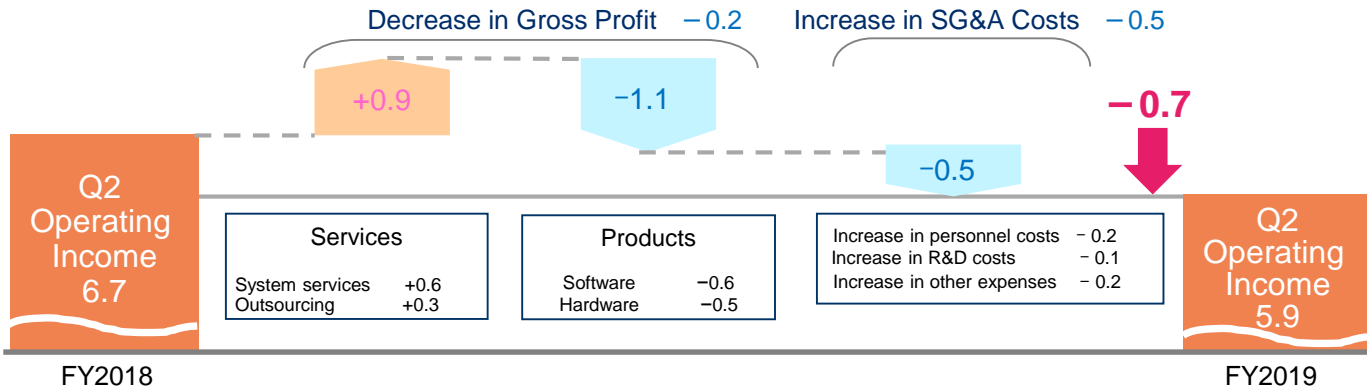 Decrease in Gross Profit －0.2
Increase in SG&A Costs －0.5
+0.9
−1.1
−0.5
－0.7
Q2
Operating
Income
6.7
Services
System services +0.6
Outsourcing +0.3
Products
Software −0.6
Hardware −0.5
Increase in personnel costs －0.2
Increase in R&D costs －0.1
Increase in other expenses －0.2
Q2
Operating
Income
5.9
FY2018
FY2019